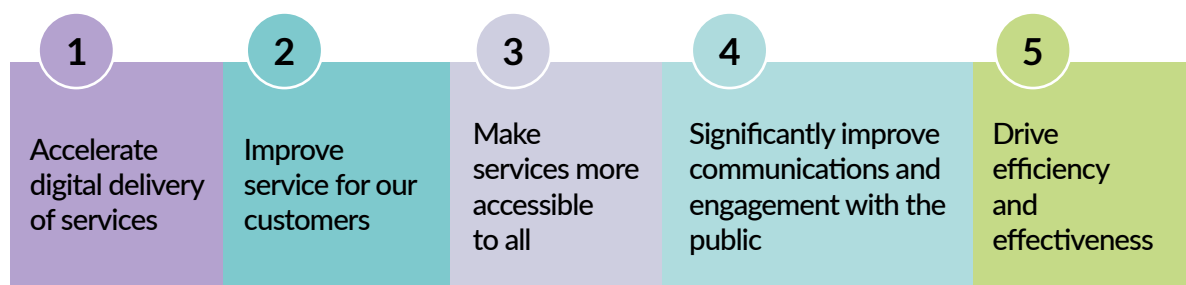 1
Accelerate
digital delivery
of services
2
Improve
service for our
customers
3
Make
services more
accessible
to all
4
Significantly improve
communications and
engagement with the
public
5
Drive
efficiency
and
effectiveness